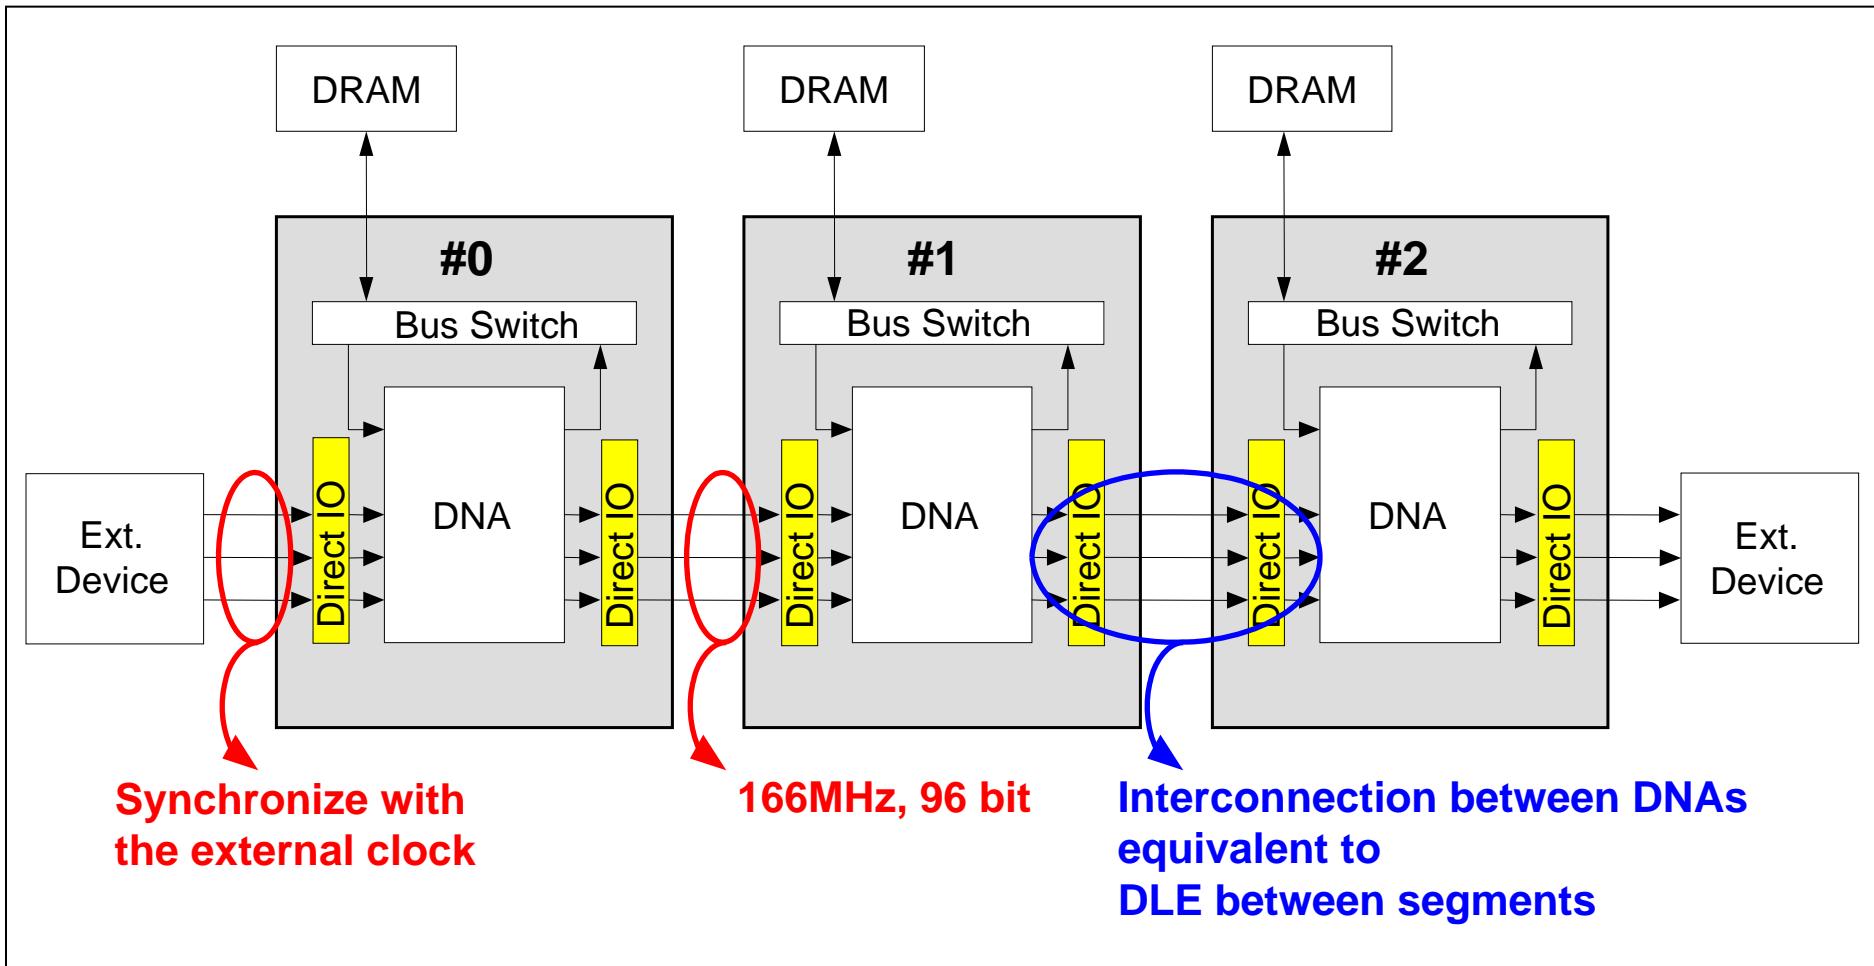 DRAM
DRAM
DRAM
#0
#1
#2
Bus Switch
Bus Switch
Bus Switch
Ext.
Device
Direct IO
DNA
Direct IO
Direct IO
DNA
Direct IO
Direct IO
DNA
Direct IO
Ext.
Device
Synchronize with
the external clock
166MHz, 96 bit
Interconnection between DNAs
equivalent to
DLE between segments